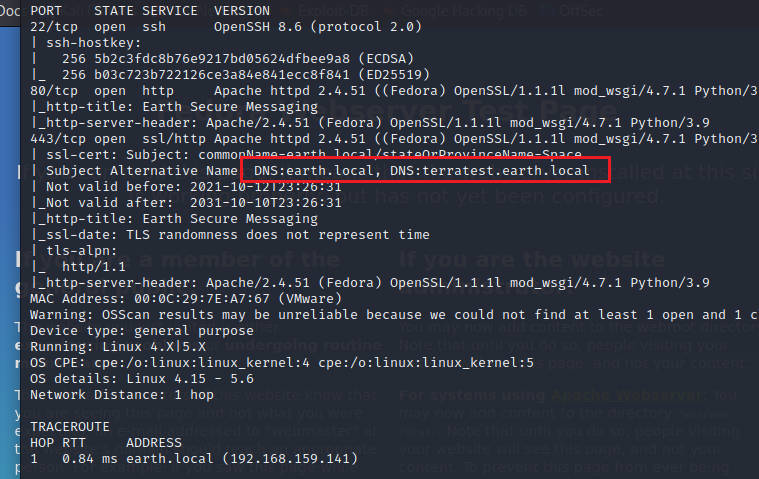 PORT STATE SERVICE VERSION
22/tcp open ssh OpenSSH 8.6 (protocol 2.0)
| ssh-hostkey:
| 256 5b2c3fdc8b76e9217bd05624dfbee9a8 (ECDSA)
|_ 256 b03c723b722126ce3a84e841ecc8f841 (ED25519)
80/tcp open http Apache httpd 2.4.51 ((Fedora) OpenSSL/1.1.1l mod_wsgi/4.7.1 Python/3
|_http-title: Earth Secure Messaging
|_http-server-header: Apache/2.4.51 (Fedora) OpenSSL/1.1.1l mod_wsgi/4.7.1 Python/3.9
443/tcp open ssl/http Apache httpd 2.4.51 ((Fedora) OpenSSL/1.1.1l mod_wsgi/4.7.1 Python/3
| ssl-cert: Subject: commonName=earth.local/stateOrProvinceName=Space
| Subject Alternative Name: DNS:earth.local, DNS:terratest.earth.local
| Not valid before: 2021-10-12T23:26:31
|_Not valid after: 2031-10-10T23:26:31
|_http-title: Earth Secure Messaging
|_ssl-date: TLS randomness does not represent time
| tls-alpn:
|_ http/1.1
|_http-server-header: Apache/2.4.51 (Fedora) OpenSSL/1.1.1l mod_wsgi/4.7.1 Python/3.9
MAC Address: 00:0C:29:7E:A7:67 (VMware)
Warning: OSScan results may be unreliable because we could not find at least 1 open and 1 c
Device type: general purpose
Running: Linux 4.X|5.X
OS CPE: cpe:/o:linux:linux_kernel:4 cpe:/o:linux:linux_kernel:5
OS details: Linux 4.15 - 5.6
Network Distance: 1 hop
TRACEROUTE
HOP RTT ADDRESS
1 0.84 ms earth.local (192.168.159.141)